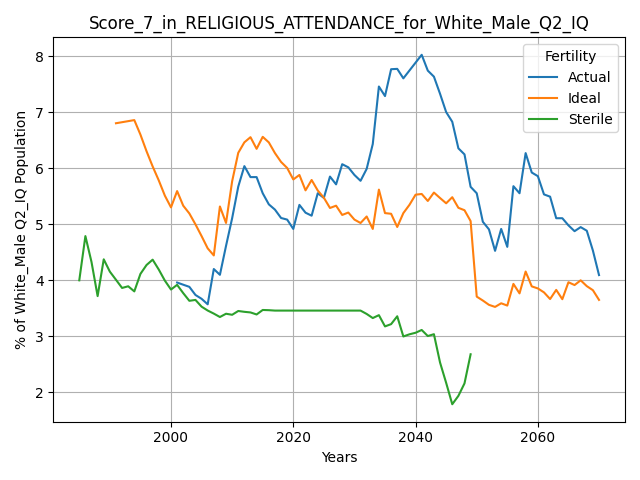 Score_7_in_RELIGIOUS_ATTENDANCE_for_White_Male_Q2_IQ
% of White_Male Q2_IQ Population
8
7
6
5
4
3
2
Fertility
Actual
Ideal
Sterile
2000
2020
2040
2060
Years